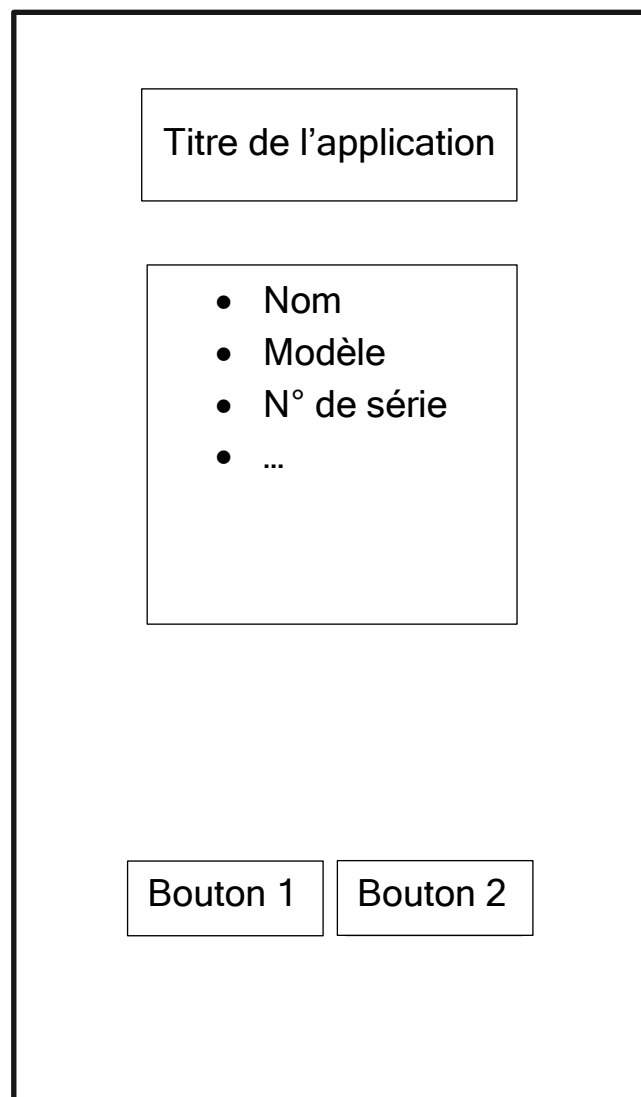 Titre de l’application
• Nom
• Modèle
• N° de série
• ...
Bouton 1 Bouton 2